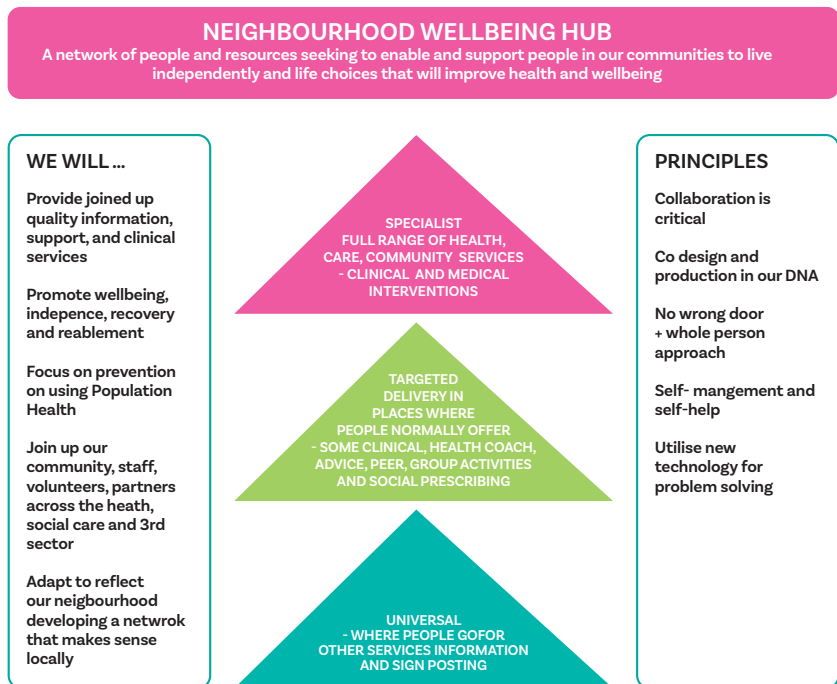 NEIGHBOURHOOD WELLBEING HUB
A network of people and resources seeking to enable and support people in our communities to live
independently and life choices that will improve health and wellbeing
WE WILL ...
Provide joined up
quality information,
support, and clinical
services
Promote wellbeing,
indepence, recovery
and reablement
Focus on prevention
on using Population
Health
Join up our
community, staff,
volunteers, partners
across the heath,
social care and 3rd
sector
Adapt to reflect
our neigbourhood
developing a netwrok
that makes sense
locally
SPECIALIST
FULL RANGE OF HEALTH,
CARE, COMMUNITY SERVICES
- CLINICAL AND MEDICAL
INTERVENTIONS
TARGETED
DELIVERY IN
PLACES WHERE
PEOPLE NORMALLY OFFER
- SOME CLINICAL, HEALTH COACH,
ADVICE, PEER, GROUP ACTIVITIES
AND SOCIAL PRESCRIBING
UNIVERSAL
- WHERE PEOPLE GOFOR
OTHER SERVICES INFORMATION
AND SIGN POSTING
PRINCIPLES
Collaboration is
critical
Co design and
production in our DNA
No wrong door
+ whole person
approach
Self- mangement and
self-help
Utilise new
technology for
problem solving